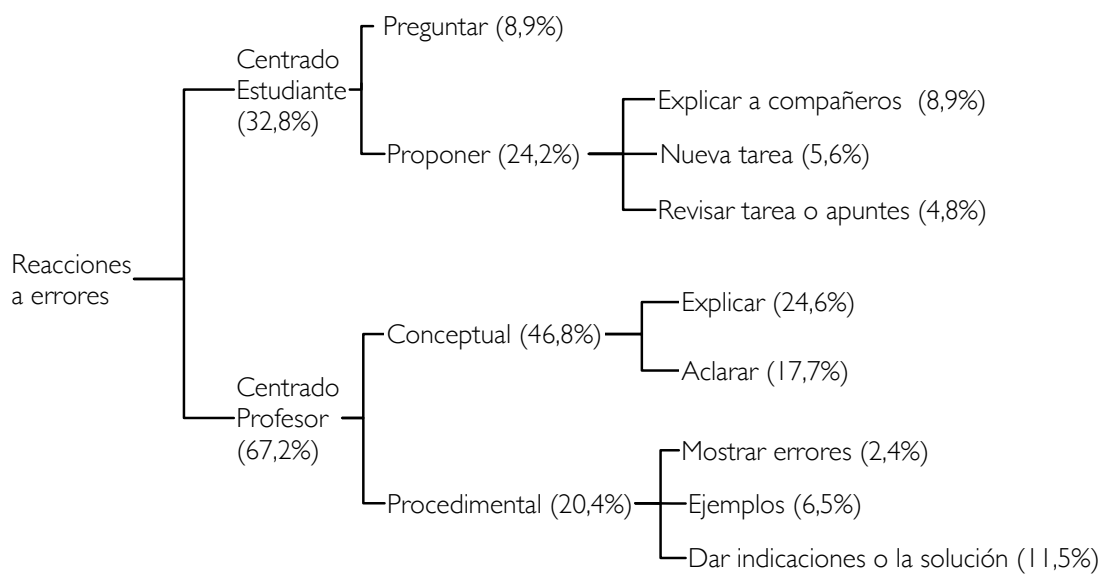 Reacciones
a errores
Centrado
Estudiante
(32,8%)
Preguntar (8,9%)
Proponer (24,2%)
Explicar a compañeros (8,9%)
Nueva tarea (5,6%)
Revisar tarea o apuntes (4,8%)
Centrado
Profesor
(67,2%)
Conceptual (46,8%)
Explicar (24,6%)
Aclarar (17,7%)
Procedimental (20,4%)
Mostrar errores (2,4%)
Ejemplos (6,5%)
Dar indicaciones o la solución (11,5%)